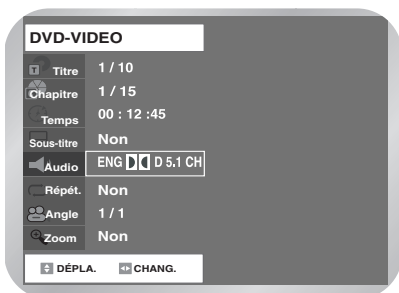 DVD-VIDEO
Titre 1 / 10
Chapitre 1 / 15
Temps 00 : 12 :45
Sous-titre Non
Audio ENG D 5.1 CH
Répét. Non
Angle 1 / 1
Zoom Non
DÉPLA. CHANG.